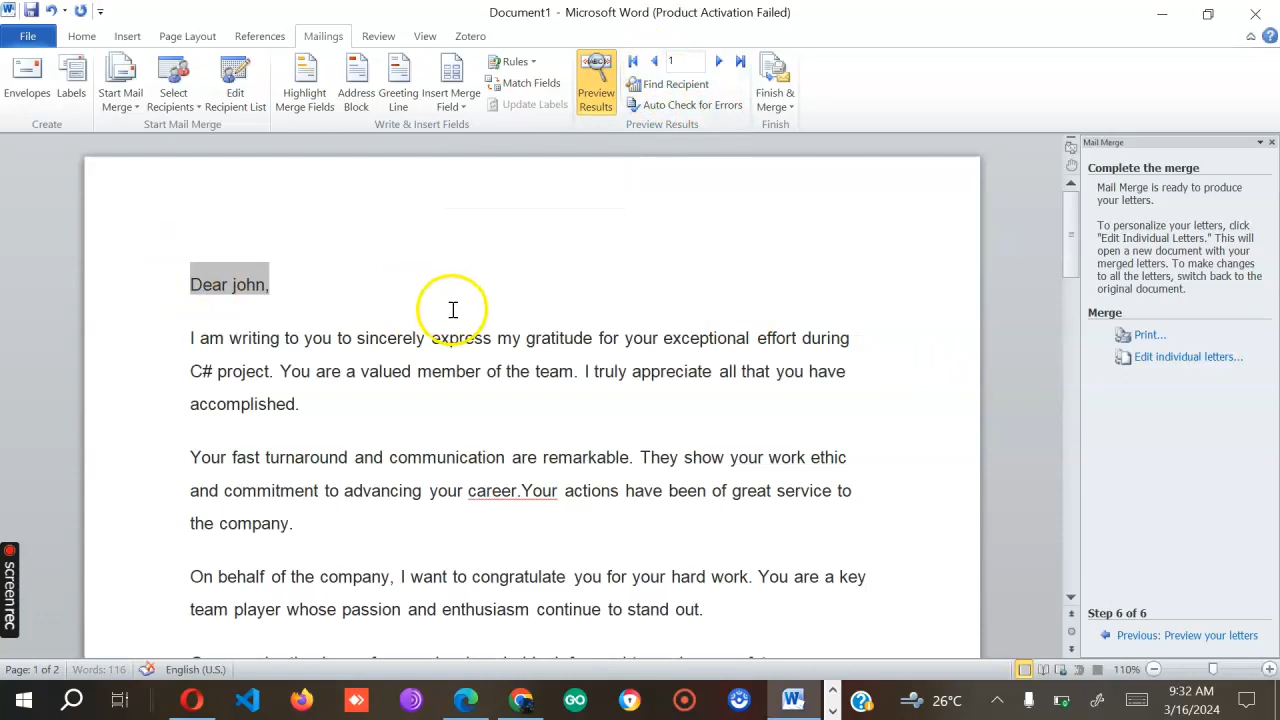 Document1 - Microsoft Word (Product Activation Failed)
File Home Insert Page Layout References Mailings Review View Zotero
Envelopes Labels Start Mail Merge Select Recipients Edit Recipient List Highlight Merge Fields Address Block Greeting Line Insert Merge Field Rules Match Fields Update Labels ABC Preview Results 1 Find Recipient Auto Check for Errors Finish & Merge
Create Start Mail Merge Write & Insert Fields Preview Results Finish
Dear john,
I am writing to you to sincerely express my gratitude for your exceptional effort during
C# project. You are a valued member of the team. I truly appreciate all that you have
accomplished.
Your fast turnaround and communication are remarkable. They show your work ethic
and commitment to advancing your career.Your actions have been of great service to
the company.
On behalf of the company, I want to congratulate you for your hard work. You are a key
team player whose passion and enthusiasm continue to stand out.
Mail Merge
Complete the merge
Mail Merge is ready to produce
your letters.
To personalize your letters, click
"Edit Individual Letters." This will
open a new document with your
merged letters. To make changes
to all the letters, switch back to the
original document.
Merge
Print...
Edit individual letters...
Step 6 of 6
Previous: Preview your letters
screen rec
Page: 1 of 2 Words: 116 English (U.S.) 110%
GO 26°C 9:32 AM
3/16/2024